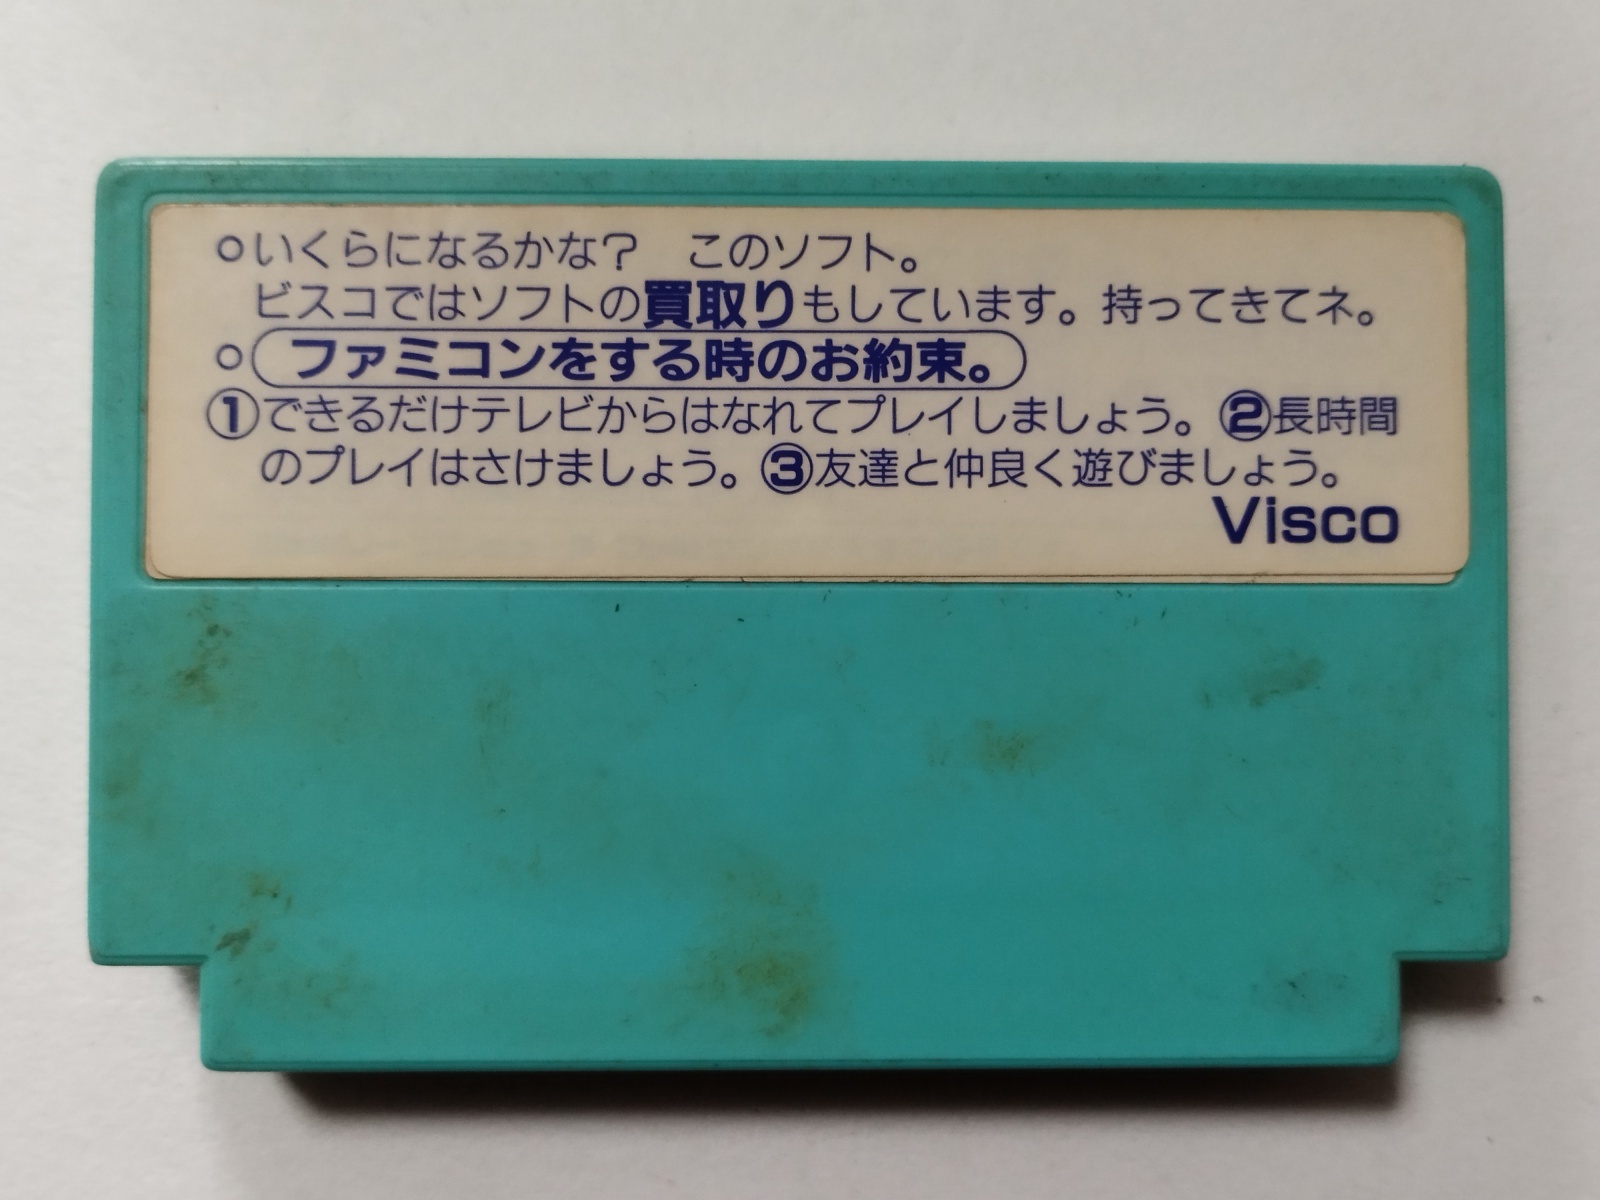 ○いくらになるかな？　このソフト。
ビスコではソフトの買取りもしています。持ってきてネ。
○ファミコンをする時のお約束。
①できるだけテレビからはなれてプレイしましょう。②長時間
のプレイはさけましょう。③友達と仲良く遊びましょう。
Visco